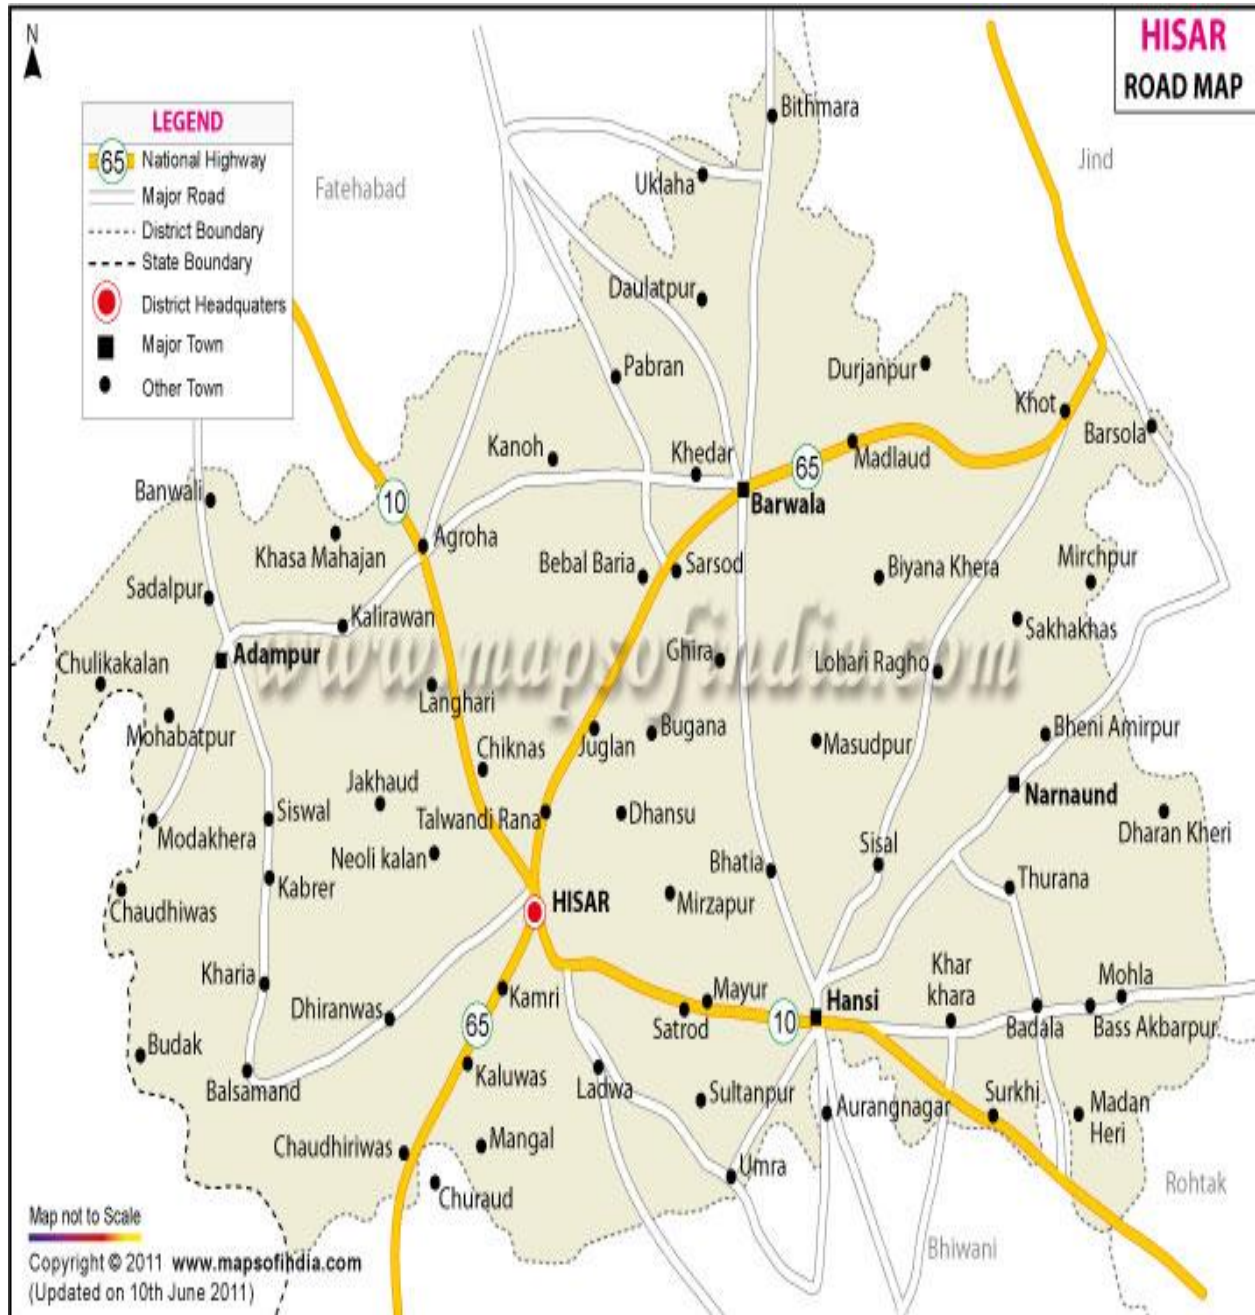 N
HISAR
ROAD MAP
LEGEND
65 National Highway
Major Road
District Boundary
State Boundary
District Headquaters
Major Town
Other Town
Fatehabad
Jind
Bithmara
Uklaha
Daulatpur
Pabran
Durjanpur
Khot
Barsola
Kanoh
Khedar
65
Madlaud
Banwali
10
Barwala
Khasa Mahajan
Agroha
Bebal Baria
Sarsod
Biyana Khera
Mirchpur
Sadalpur
Kalirawan
Sakhakhas
Chulikakalan
Adampur
www.mapsofindia.com
Ghira
Lohari Ragho
Langhari
Mohabatpur
Chiknas
Juglan
Bugana
Masudpur
Bheni Amirpur
Jakhaud
Narnaund
Modakhera
Siswal
Talwandi Rana
Dhansu
Dharan Kheri
Neoli kalan
Bhatia
Sisal
Thurana
Chaudhiwas
Kabrer
HISAR
Mirzapur
Kharia
Dhiranwas
Kamri
Mayur
Hansi
Khar
khara
Mohla
65
Satrod
10
Badala
Bass Akbarpur
Budak
Balsamand
Kaluwas
Ladwa
Sultanpur
Aurangnagar
Surkhi
Madan
Heri
Chaudhiriwas
Mangal
Churaud
Umra
Rohtak
Bhiwani
Map not to Scale
Copyright © 2011 www.mapsofindia.com
(Updated on 10th June 2011)